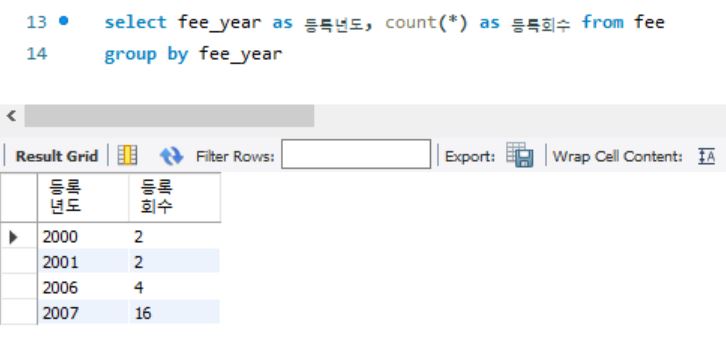 13 select fee_year as 등록년도, count(*) as 등록회수 from fee
14 group by fee_year
Result Grid Filter Rows: Export: Wrap Cell Content:
등록 등록
년도 회수
2000 2
2001 2
2006 4
2007 16